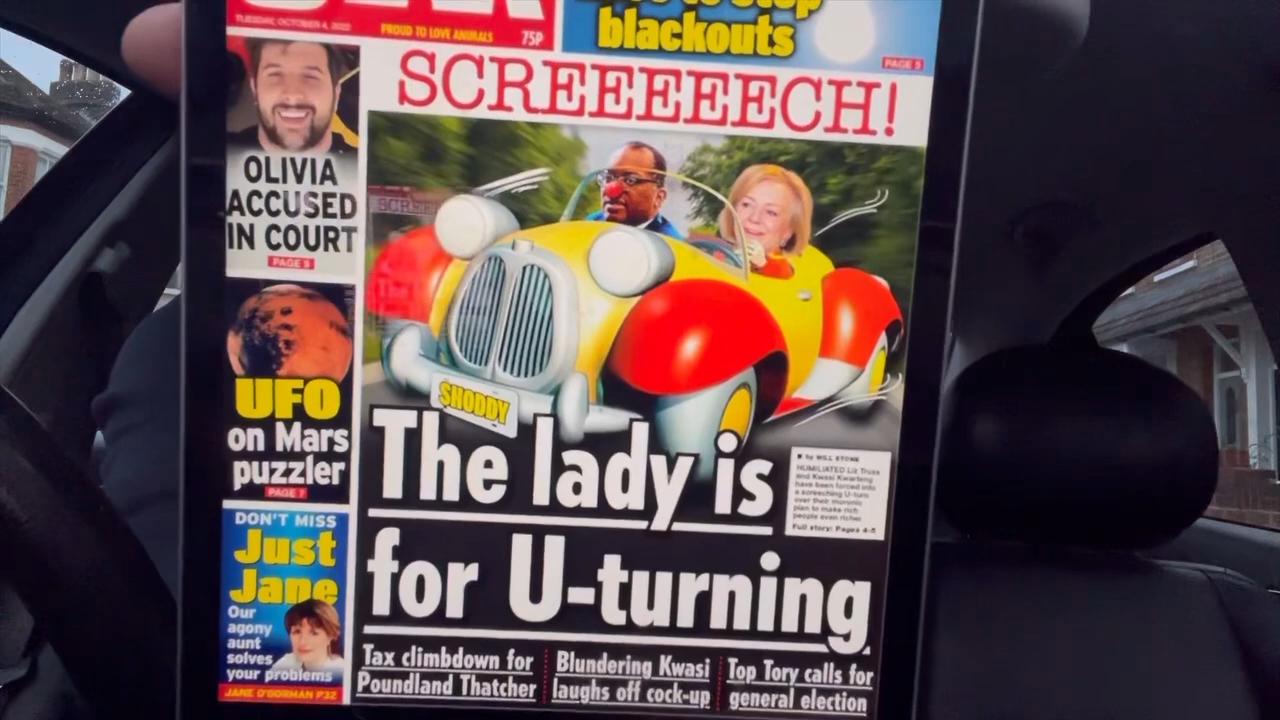 TUESDAY, OCTOBER 4, 2022
PROUD TO LOVE ANIMALS
75P
to stop
blackouts
PAGE 5
SCREEEEECH!
OLIVIA
ACCUSED
IN COURT
PAGE 9
SCREE
UFO
on Mars
puzzler
PAGE 7
DON'T MISS
Just
Jane
Our
agony
aunt
solves
your problems
JANE O'GORMAN P32
SHODDY
The lady is
for U-turning
■ by WILL STONE
HUMILIATED Liz Truss
and Kwasi Kwarteng
have been forced into
a screeching U-turn
over their moronic
plan to make rich
people even richer.
Full story: Pages 4-5
Tax climbdown for
Poundland Thatcher
Blundering Kwasi
laughs off cock-up
Top Tory calls for
general election